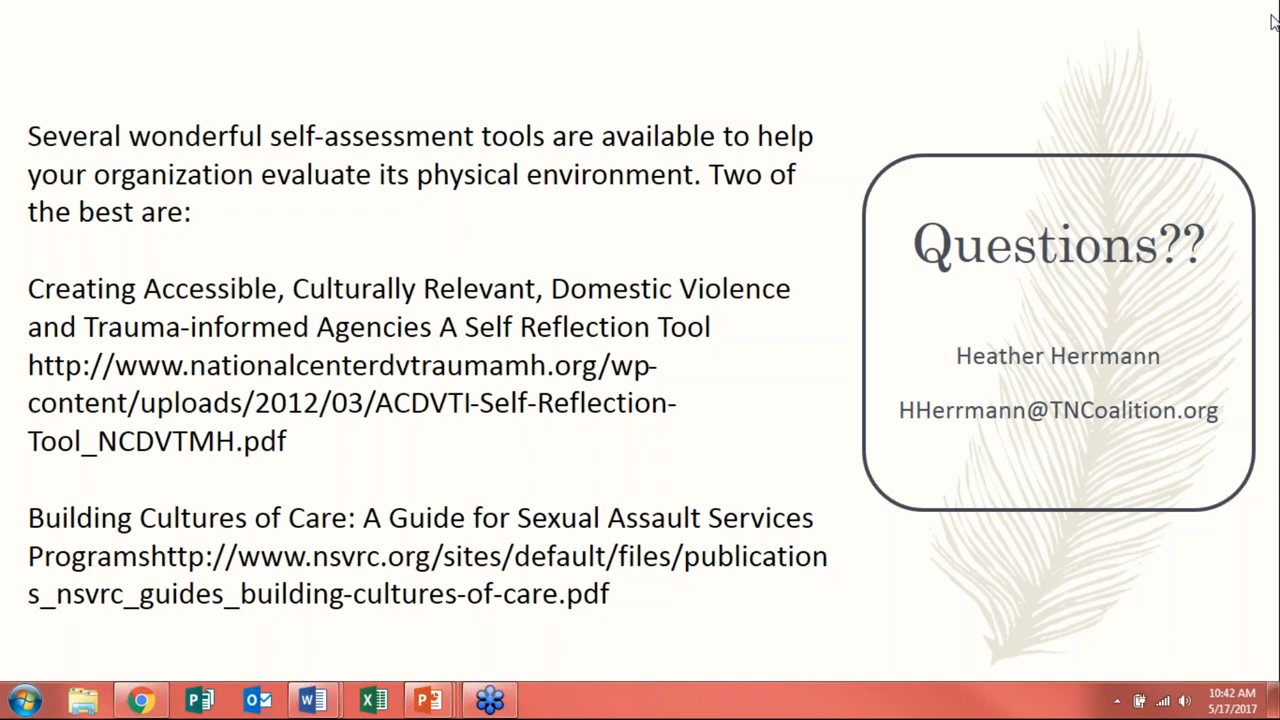 Several wonderful self-assessment tools are available to help
your organization evaluate its physical environment. Two of
the best are:
Creating Accessible, Culturally Relevant, Domestic Violence
and Trauma-informed Agencies A Self Reflection Tool
http://www.nationalcenterdvtraumamh.org/wp-
content/uploads/2012/03/ACDVTI-Self-Reflection-
Tool_NCDVTMH.pdf
Building Cultures of Care: A Guide for Sexual Assault Services
Programshttp://www.nsvrc.org/sites/default/files/publication
s_nsvrc_guides_building-cultures-of-care.pdf
Questions??
Heather Herrmann
HHerrmann@TNCoalition.org
10:42 AM
5/17/2017